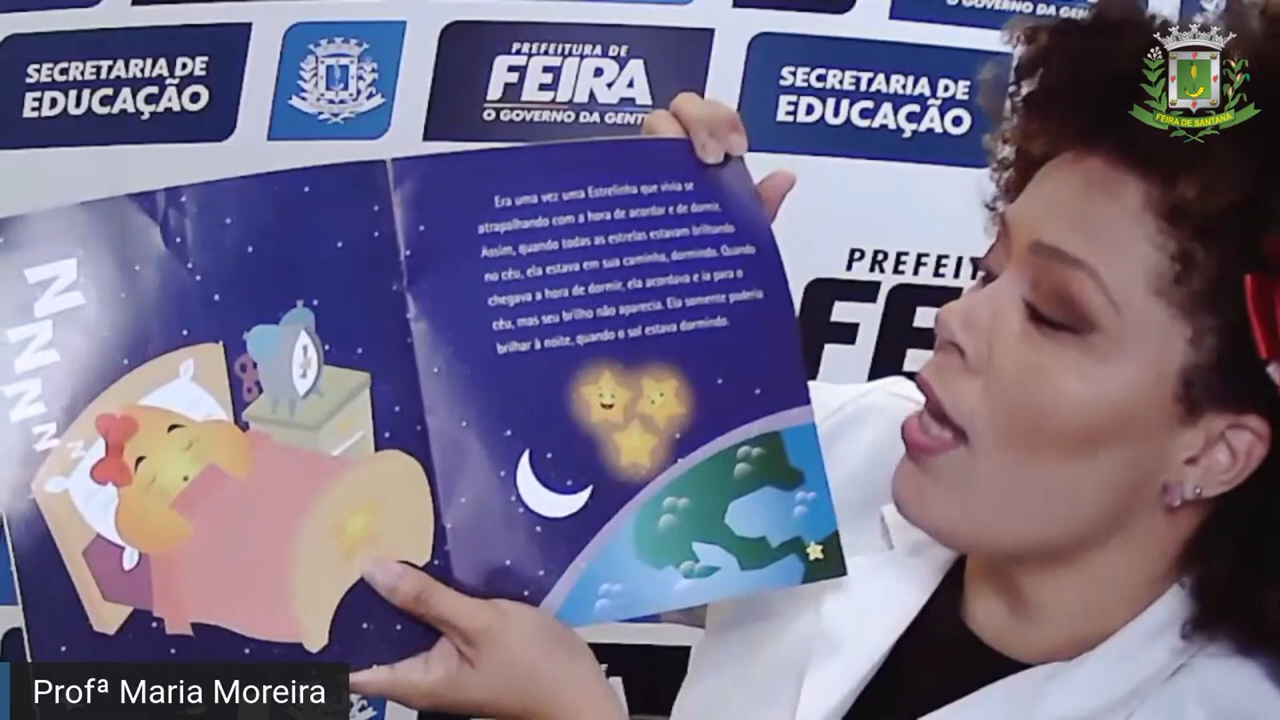 O GOVERNO DA GEN
SECRETARIA DE
EDUCAÇÃO
PREFEITURA DE
FEIRA
O GOVERNO DA GENT
SECRETARIA DE
EDUCAÇÃO
FEIRA DE SANTANA
PREFEIT
FE
Era uma vez uma Estrelinha que vivia se
atrapalhando com a hora de acordar e de dormir.
Assim, quando todas as estrelas estavam brilhando
no céu, ela estava em sua caminha, dormindo. Quando
chegava a hora de dormir, ela acordava e ia para o
céu, mas seu brilho não aparecia. Ela somente poderia
brilhar à noite, quando o sol estava dormindo.
Z
Z
Z
Z
Z
Z
Profª Maria Moreira